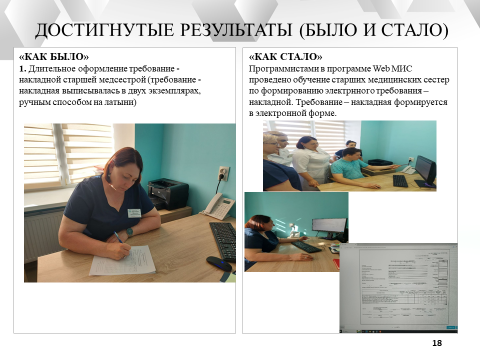 ДОСТИГНУТЫЕ РЕЗУЛЬТАТЫ (БЫЛО И СТАЛО)
«КАК БЫЛО»
1. Длительное оформление требование -
накладной старшей медсестрой (требование -
накладная выписывалась в двух экземплярах,
ручным способом на латыни)
«КАК СТАЛО»
Программистами в программе Web МИС
проведено обучение старших медицинских сестер
по формированию электрнного требования –
накладной. Требование – накладная формируется
в электронной форме.
18